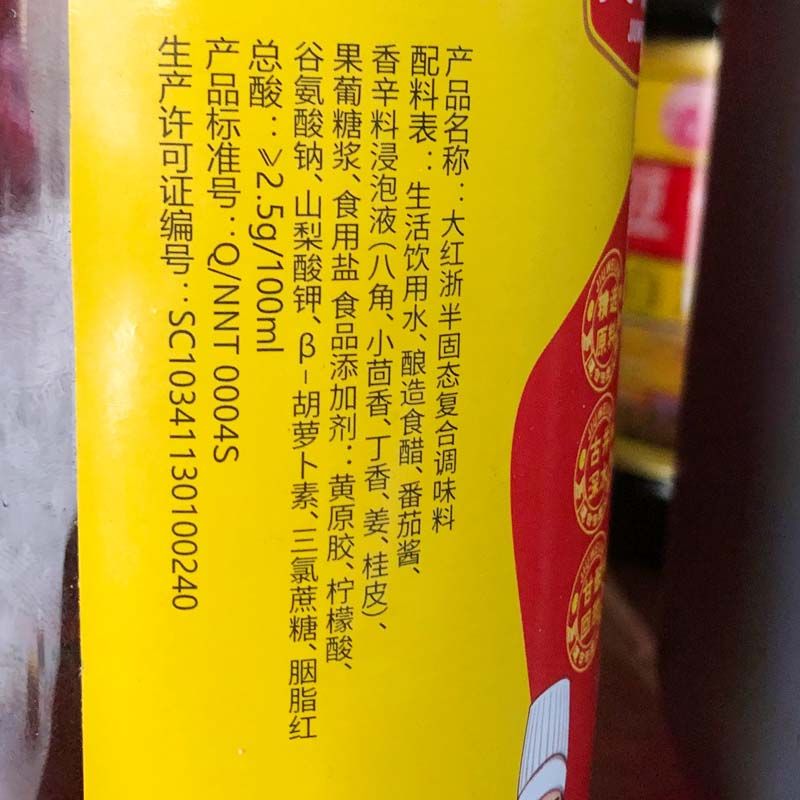 产品名称：大红浙半固态复合调味料
配料表：生活饮用水、酿造食醋、番茄酱、
香辛料浸泡液（八角、小茴香、丁香、姜、桂皮）、
果葡糖浆、食用盐 食品添加剂：黄原胶、柠檬酸、
谷氨酸钠、山梨酸钾、β-胡萝卜素、三氯蔗糖、胭脂红
总酸：≥2.5g/100ml
产品标准号：Q/NNT 0004S
生产许可证编号：SC10341130100240